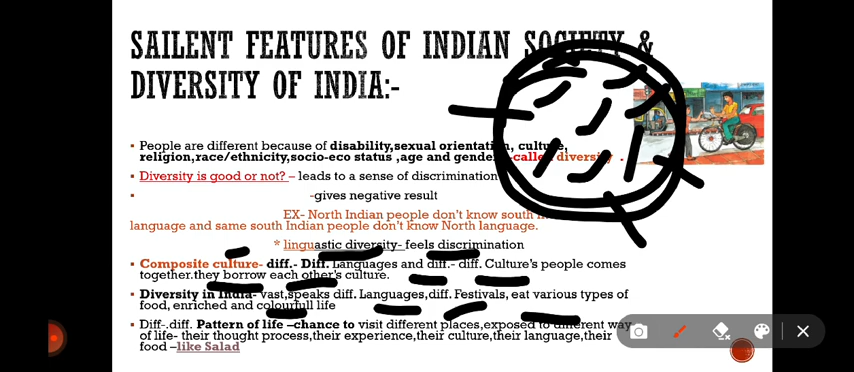 SAILENT FEATURES OF INDIAN SOCIETY &
DIVERSITY OF INDIA:-
▪ People are different because of disability,sexual orientation, culture,
religion,race/ethnicity,socio-eco status ,age and gender -called diversity .
▪ Diversity is good or not? – leads to a sense of discrimination
▪ -gives negative result
EX- North Indian people don't know south
language and same south Indian people don't know North language.
* linguastic diversity- feels discrimination
▪ Composite culture- diff.- Diff. Languages and diff.- diff. Culture's people comes
together.they borrow each other's culture.
▪ Diversity in India- vast,speaks diff. Languages,diff. Festivals, eat various types of
food, enriched and colourfull life
▪ Diff-.diff. Pattern of life –chance to visit different places,exposed to different way
of life- their thought process,their experience,their culture,their language,their
food –like Salad